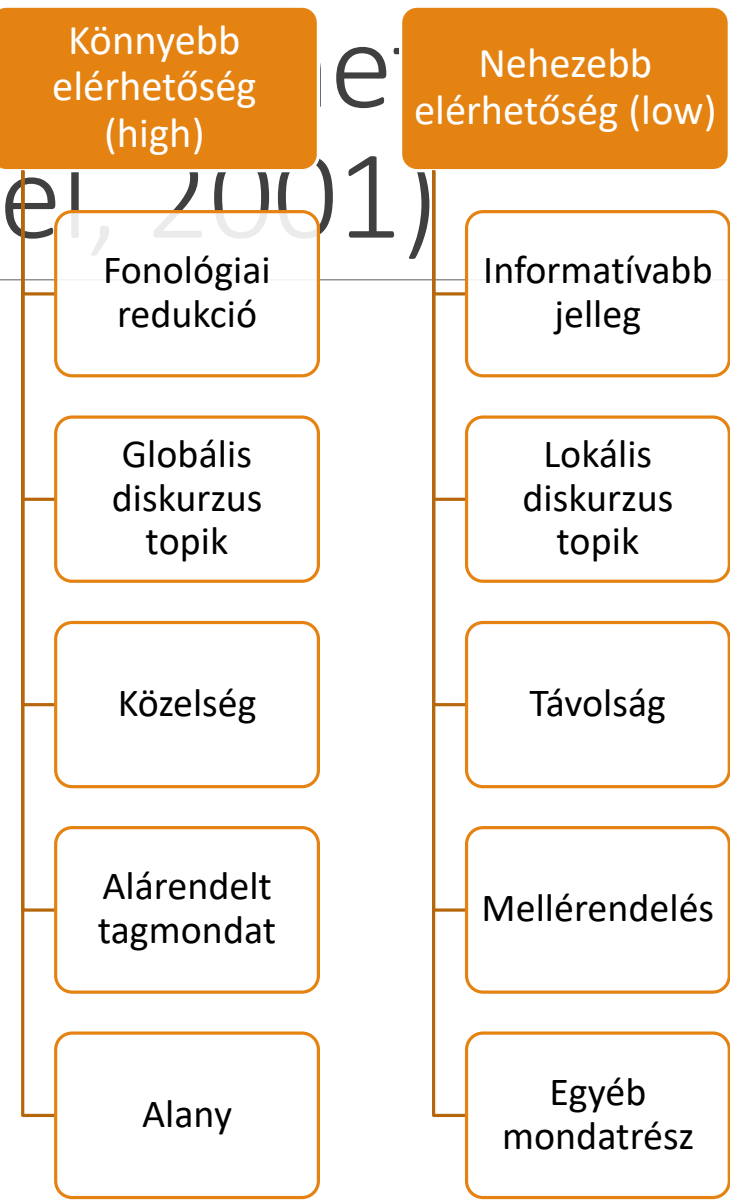 Könnyebb
elérhetőség
(high)
Fonológiai
redukció
Globális
diskurzus
topik
Közelség
Alárendelt
tagmondat
Alany
Nehezebb
elérhetőség (low)
Informatívabb
jelleg
Lokális
diskurzus
topik
Távolság
Mellérendelés
Egyéb
mondatrész
2001)